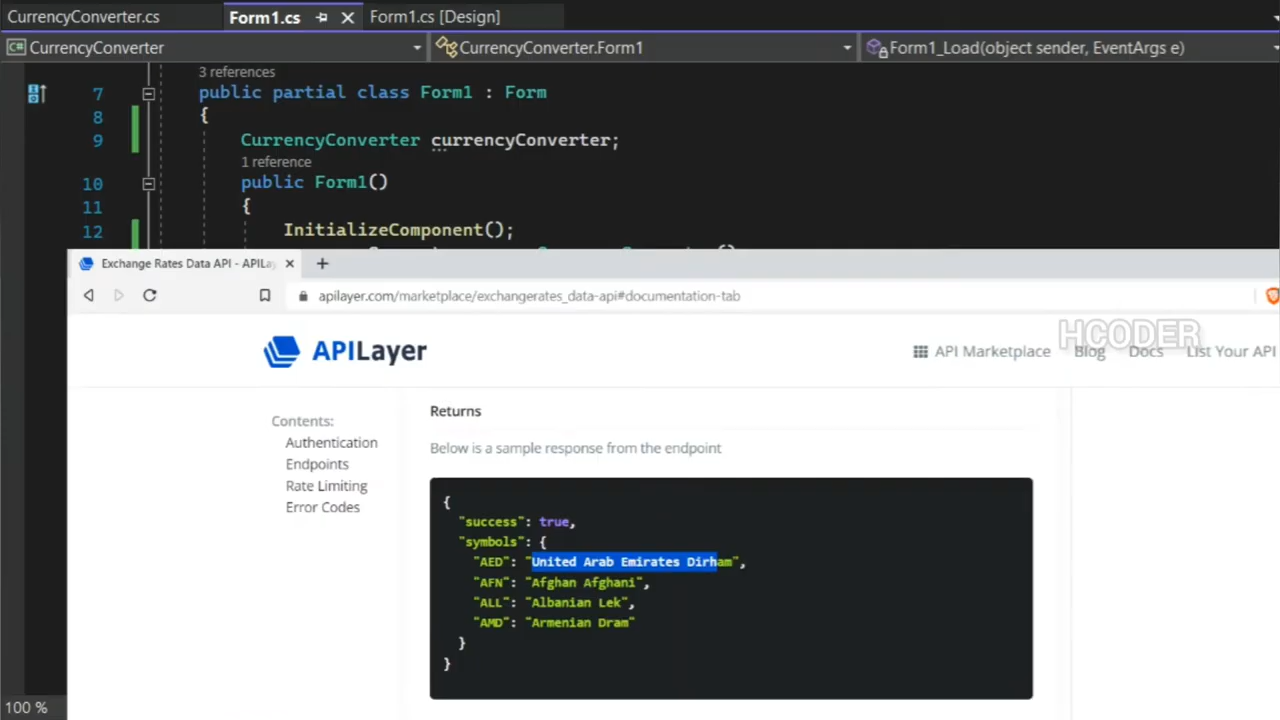 CurrencyConverter.cs
Form1.cs
Form1.cs [Design]
C# CurrencyConverter
CurrencyConverter.Form1
Form1_Load(object sender, EventArgs e)
3 references
7 public partial class Form1 : Form
8 {
9 CurrencyConverter currencyConverter;
1 reference
10 public Form1()
11 {
12 InitializeComponent();
Exchange Rates Data API - APILa
apilayer.com/marketplace/exchangerates_data-api#documentation-tab
APILayer
HCODER
API Marketplace
Blog
Docs
List Your API
Contents:
Authentication
Endpoints
Rate Limiting
Error Codes
Returns
Below is a sample response from the endpoint
{
"success": true,
"symbols": {
"AED": "United Arab Emirates Dirham",
"AFN": "Afghan Afghani",
"ALL": "Albanian Lek",
"AMD": "Armenian Dram"
}
}
100 %